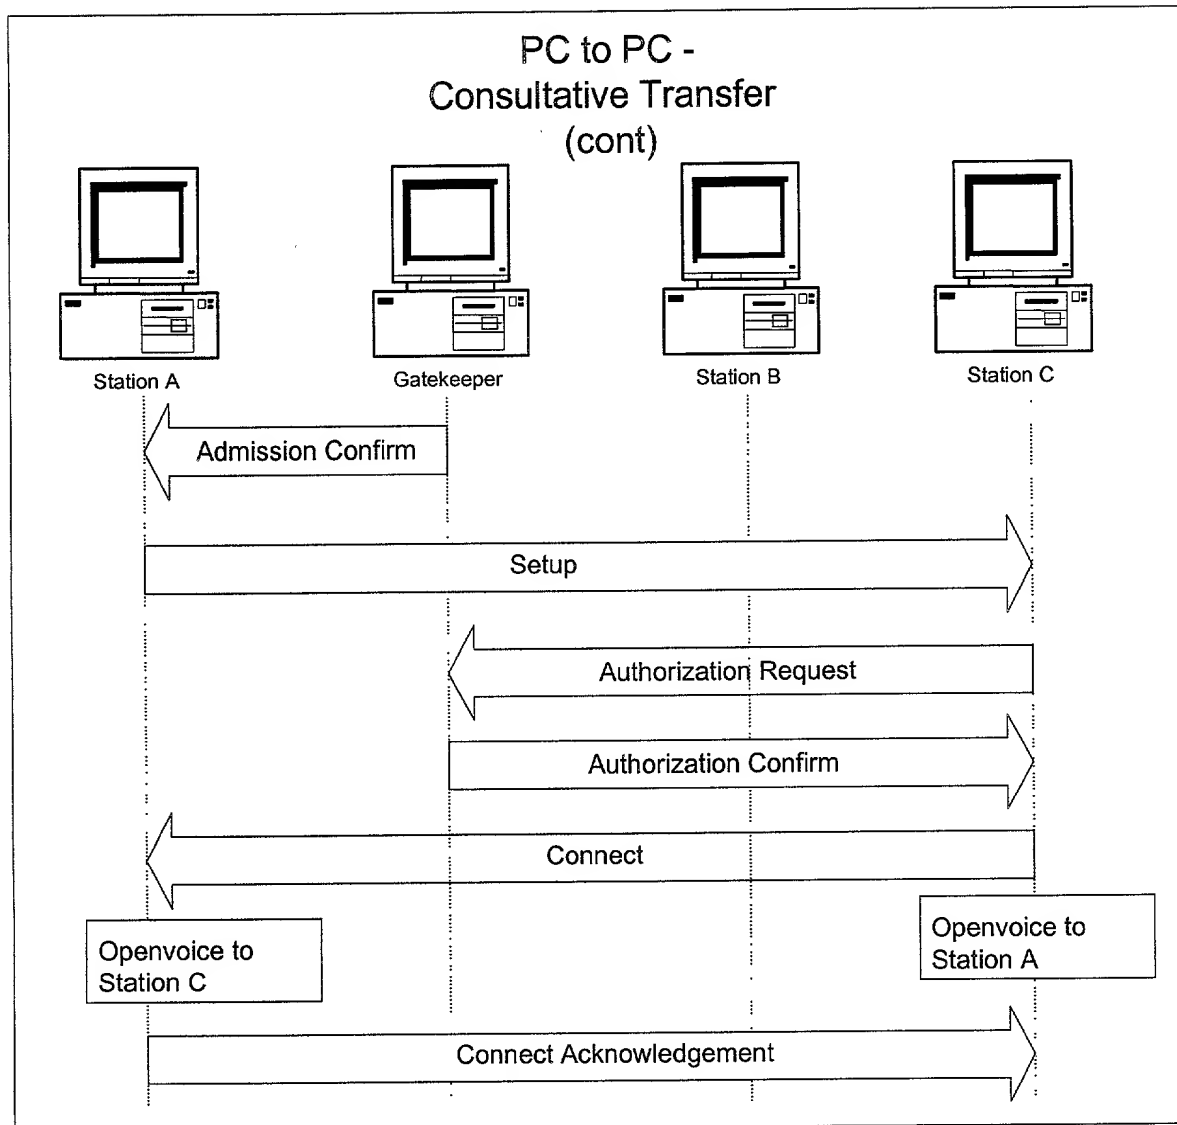 PC to PC -
Consultative Transfer
(cont)
Station A
Gatekeeper
Station B
Station C
Admission Confirm
Setup
Authorization Request
Authorization Confirm
Connect
Openvoice to
Station C
Openvoice to
Station A
Connect Acknowledgement